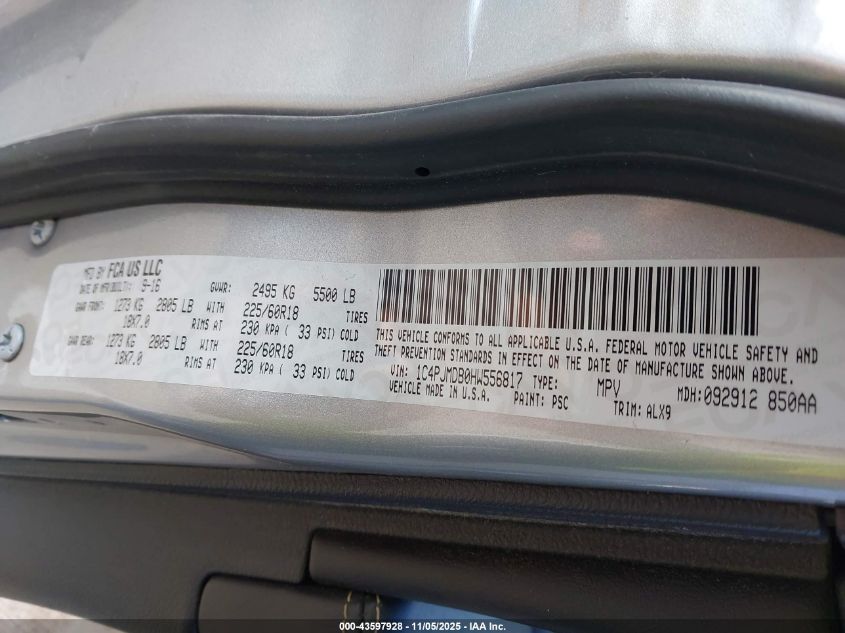 MFD BY FCA US LLC
DATE OF MFR/BUILT: 9-16 GVWR: 2495 KG 5500 LB
GAWR FRONT: 1273 KG 2805 LB WITH 225/60R18 TIRES
18X7.0 RIMS AT 230 KPA ( 33 PSI) COLD
GAWR REAR: 1273 KG 2805 LB WITH 225/60R18 TIRES
18X7.0 RIMS AT 230 KPA ( 33 PSI) COLD
THIS VEHICLE CONFORMS TO ALL APPLICABLE U.S.A. FEDERAL MOTOR VEHICLE SAFETY AND
THEFT PREVENTION STANDARDS IN EFFECT ON THE DATE OF MANUFACTURE SHOWN ABOVE.
VIN: 1C4PJMDB0HW556817 TYPE: MPV MDH:092912 850AA
VEHICLE MADE IN U.S.A. PAINT: PSC TRIM: ALX9
000-43597928 - 11/05/2025 - IAA Inc.